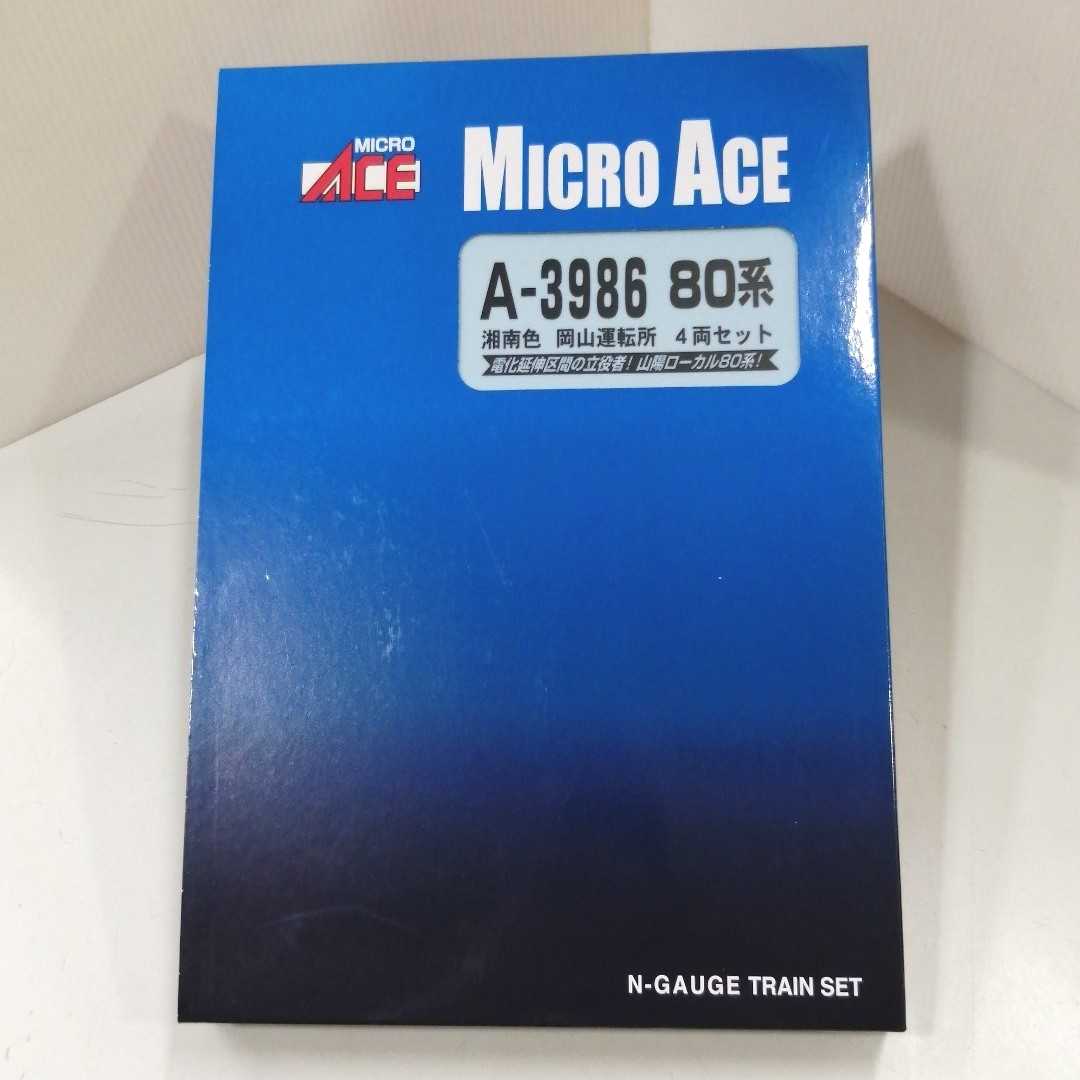 MICRO
ACE
MICRO ACE
A-3986 80系
湘南色 岡山運転所 4両セット
電化延伸区間の立役者! 山陽ローカル80系!
N-GAUGE TRAIN SET